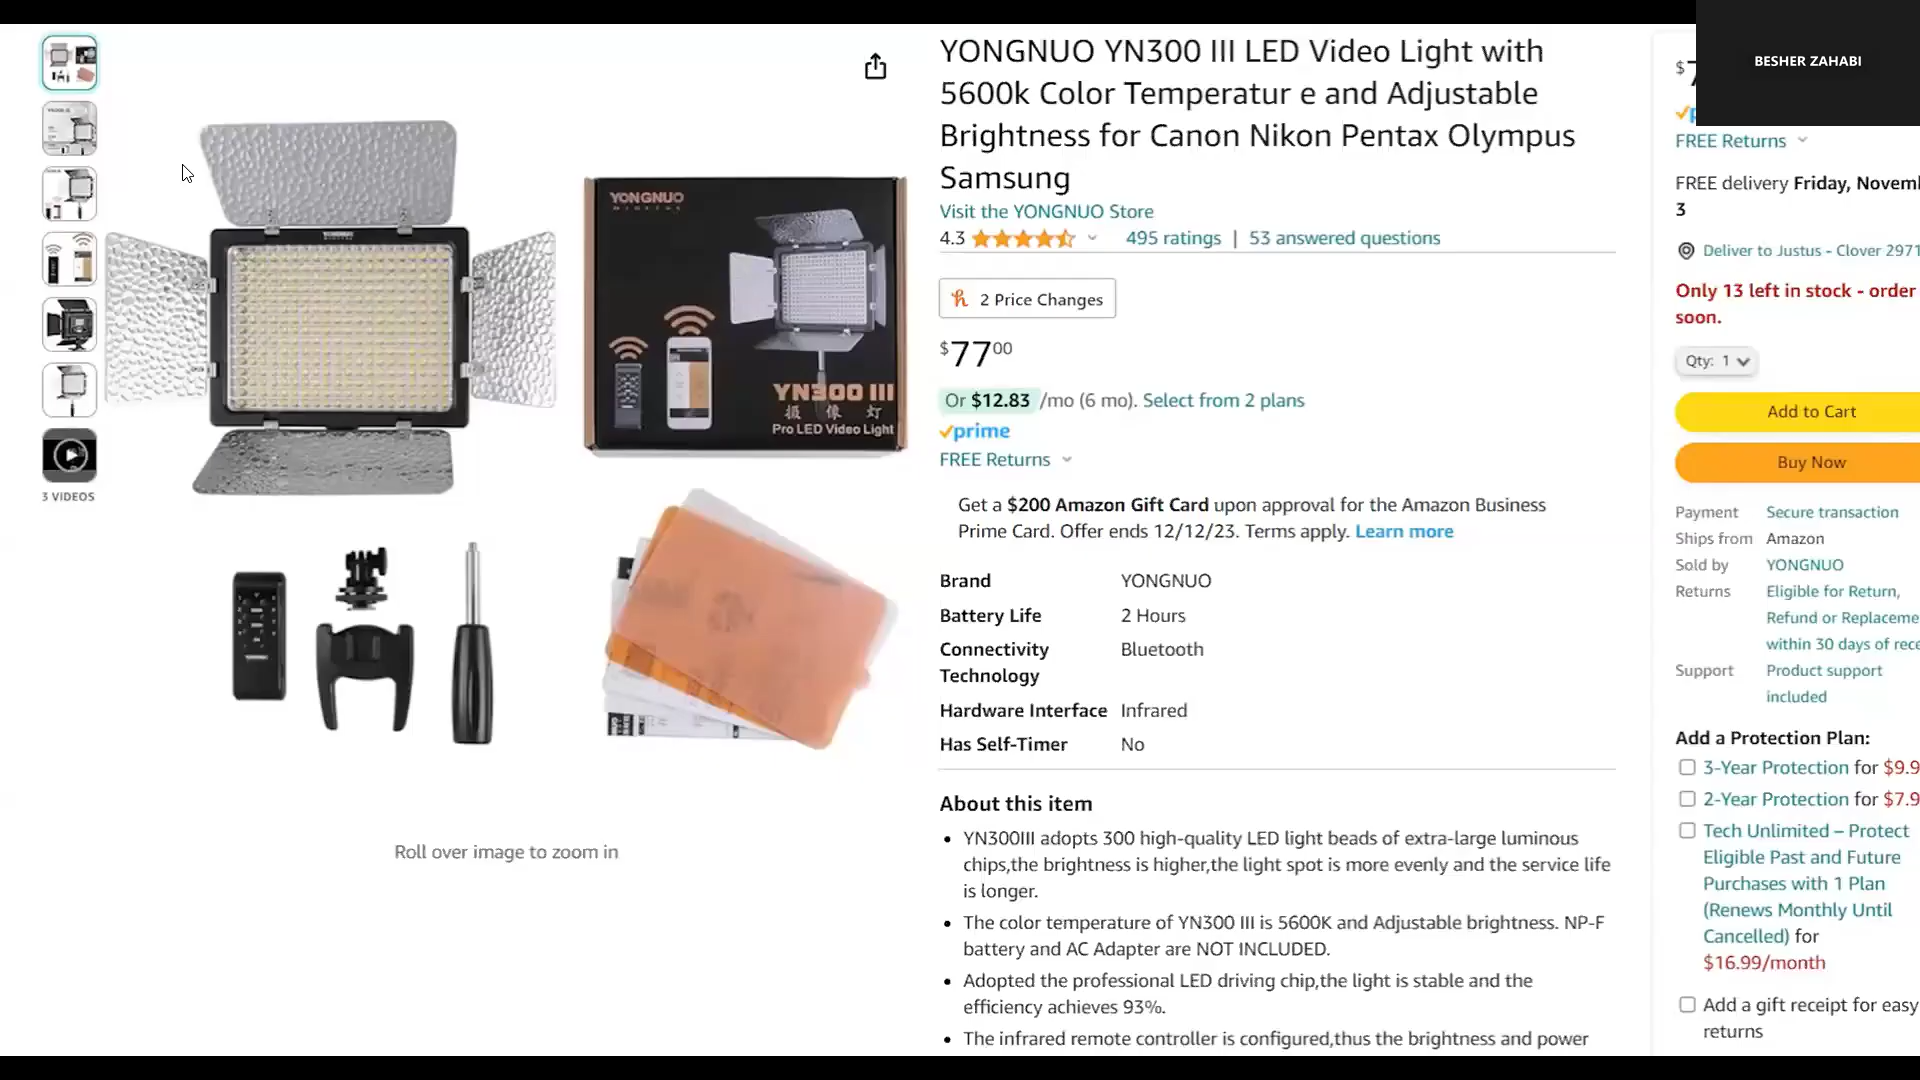 YONGNUO YN300 III LED Video Light with
5600k Color Temperatur e and Adjustable
Brightness for Canon Nikon Pentax Olympus
Samsung
Visit the YONGNUO Store
4.3
495 ratings | 53 answered questions
2 Price Changes
$7700
Or $12.83 /mo (6 mo). Select from 2 plans
prime
FREE Returns
Get a $200 Amazon Gift Card upon approval for the Amazon Business
Prime Card. Offer ends 12/12/23. Terms apply. Learn more
Brand YONGNUO
Battery Life 2 Hours
Connectivity Technology Bluetooth
Hardware Interface Infrared
Has Self-Timer No
About this item
• YN300III adopts 300 high-quality LED light beads of extra-large luminous
chips,the brightness is higher,the light spot is more evenly and the service life
is longer.
• The color temperature of YN300 III is 5600K and Adjustable brightness. NP-F
battery and AC Adapter are NOT INCLUDED.
• Adopted the professional LED driving chip,the light is stable and the
efficiency achieves 93%.
• The infrared remote controller is configured,thus the brightness and power
3 VIDEOS
YONGNUO
DIGITAL
YN300 III
摄 像 灯
Pro LED Video Light
Roll over image to zoom in
BESHER ZAHABI
$7
FREE Returns
FREE delivery Friday, Novem
3
Deliver to Justus - Clover 2971
Only 13 left in stock - order
soon.
Qty: 1
Add to Cart
Buy Now
Payment Secure transaction
Ships from Amazon
Sold by YONGNUO
Returns Eligible for Return,
Refund or Replaceme
within 30 days of rece
Support Product support
included
Add a Protection Plan:
3-Year Protection for $9.9
2-Year Protection for $7.9
Tech Unlimited – Protect
Eligible Past and Future
Purchases with 1 Plan
(Renews Monthly Until
Cancelled) for
$16.99/month
Add a gift receipt for easy
returns